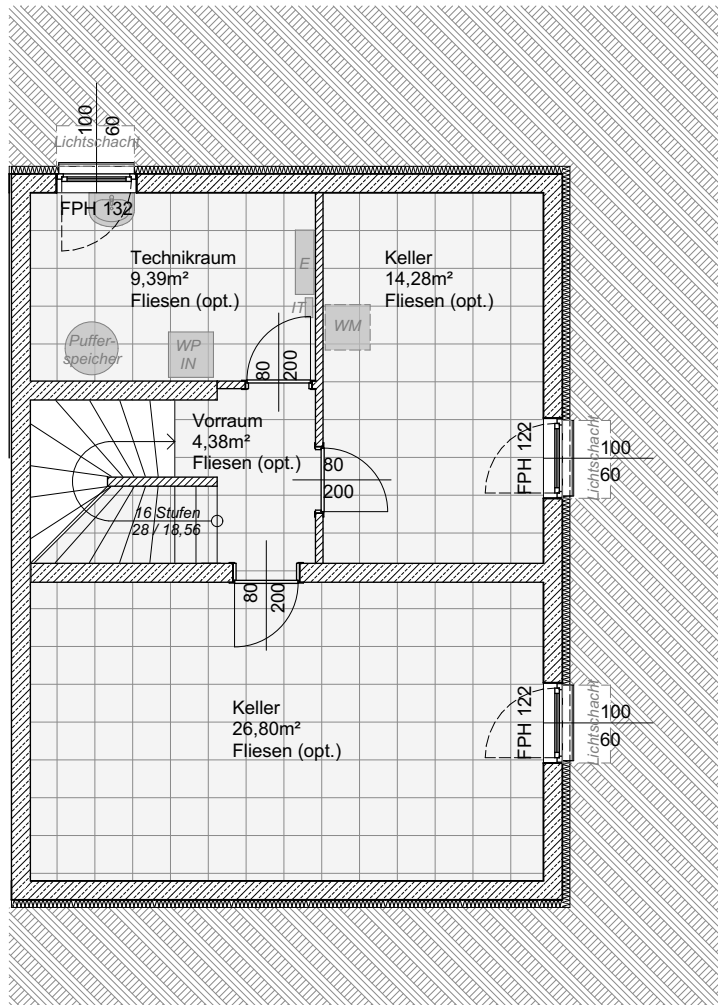 100
60
Lichtschacht
FPH 132
Technikraum
9,39m²
Fliesen (opt.)
E
IT
Keller
14,28m²
Fliesen (opt.)
WM
Puffer-
speicher
WP
IN
80
200
Vorraum
4,38m²
Fliesen (opt.)
80
200
FPH 122
Lichtschacht
100
60
16 Stufen
28 / 18,56
80
200
Keller
26,80m²
Fliesen (opt.)
FPH 122
Lichtschacht
100
60